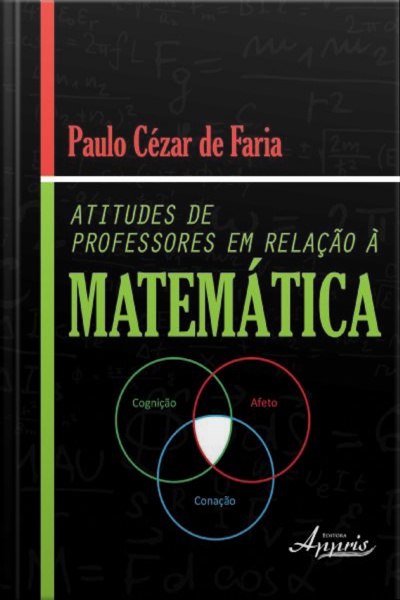 Paulo Cézar de Faria
ATITUDES DE
PROFESSORES EM RELAÇÃO À
MATEMÁTICA
Cognição
Afeto
Conação
EDITORA
Appris